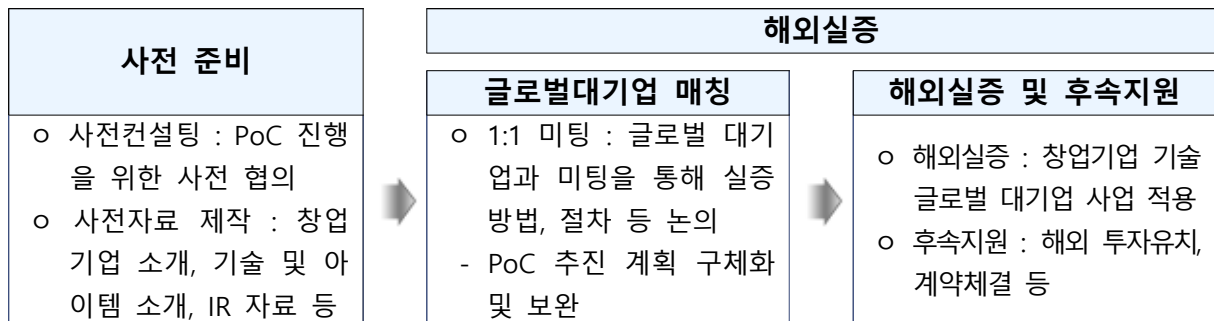 사전 준비
ㅇ 사전컨설팅 : PoC 진행
을 위한 사전 협의
ㅇ 사전자료 제작 : 창업
기업 소개, 기술 및 아
이템 소개, IR 자료 등
해외실증
글로벌대기업 매칭
ㅇ 1:1 미팅 : 글로벌 대기
업과 미팅을 통해 실증
방법, 절차 등 논의
- PoC 추진 계획 구체화
및 보완
해외실증 및 후속지원
ㅇ 해외실증 : 창업기업 기술
글로벌 대기업 사업 적용
ㅇ 후속지원 : 해외 투자유치,
계약체결 등